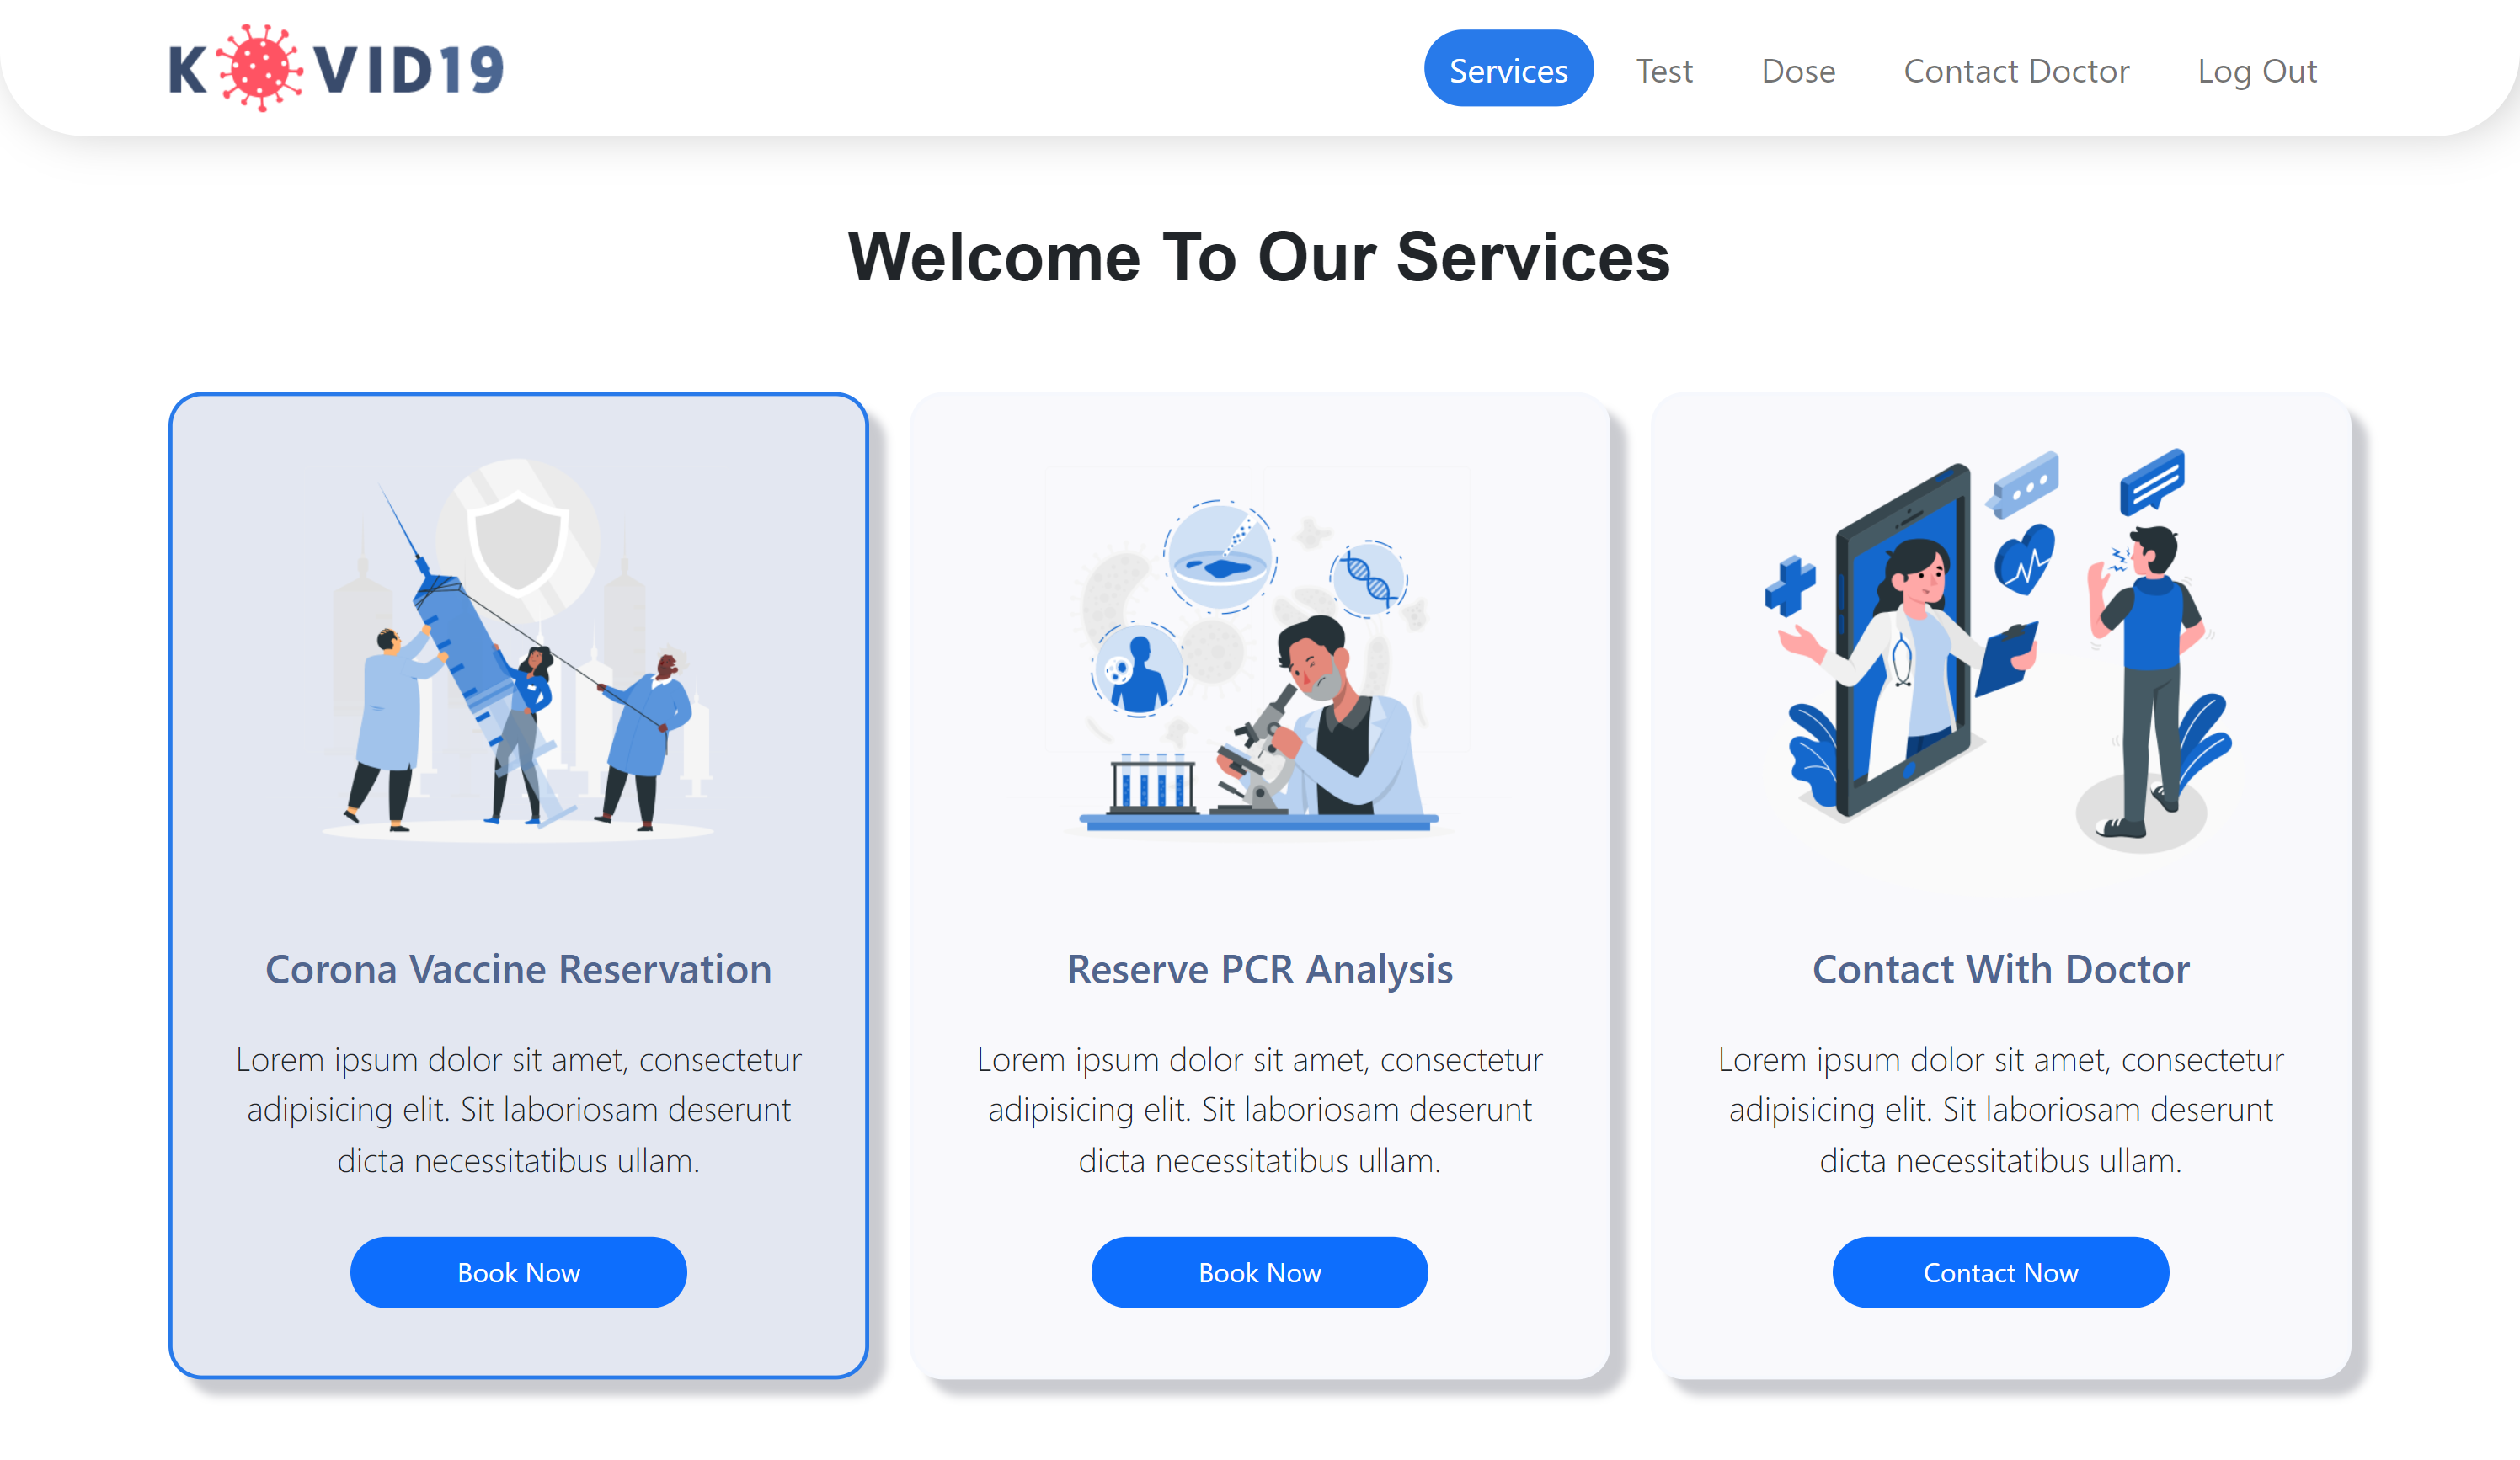 KOVID19
Services
Test
Dose
Contact Doctor
Log Out
Welcome To Our Services
Corona Vaccine Reservation
Lorem ipsum dolor sit amet, consectetur
adipisicing elit. Sit laboriosam deserunt
dicta necessitatibus ullam.
Book Now
Reserve PCR Analysis
Lorem ipsum dolor sit amet, consectetur
adipisicing elit. Sit laboriosam deserunt
dicta necessitatibus ullam.
Book Now
Contact With Doctor
Lorem ipsum dolor sit amet, consectetur
adipisicing elit. Sit laboriosam deserunt
dicta necessitatibus ullam.
Contact Now